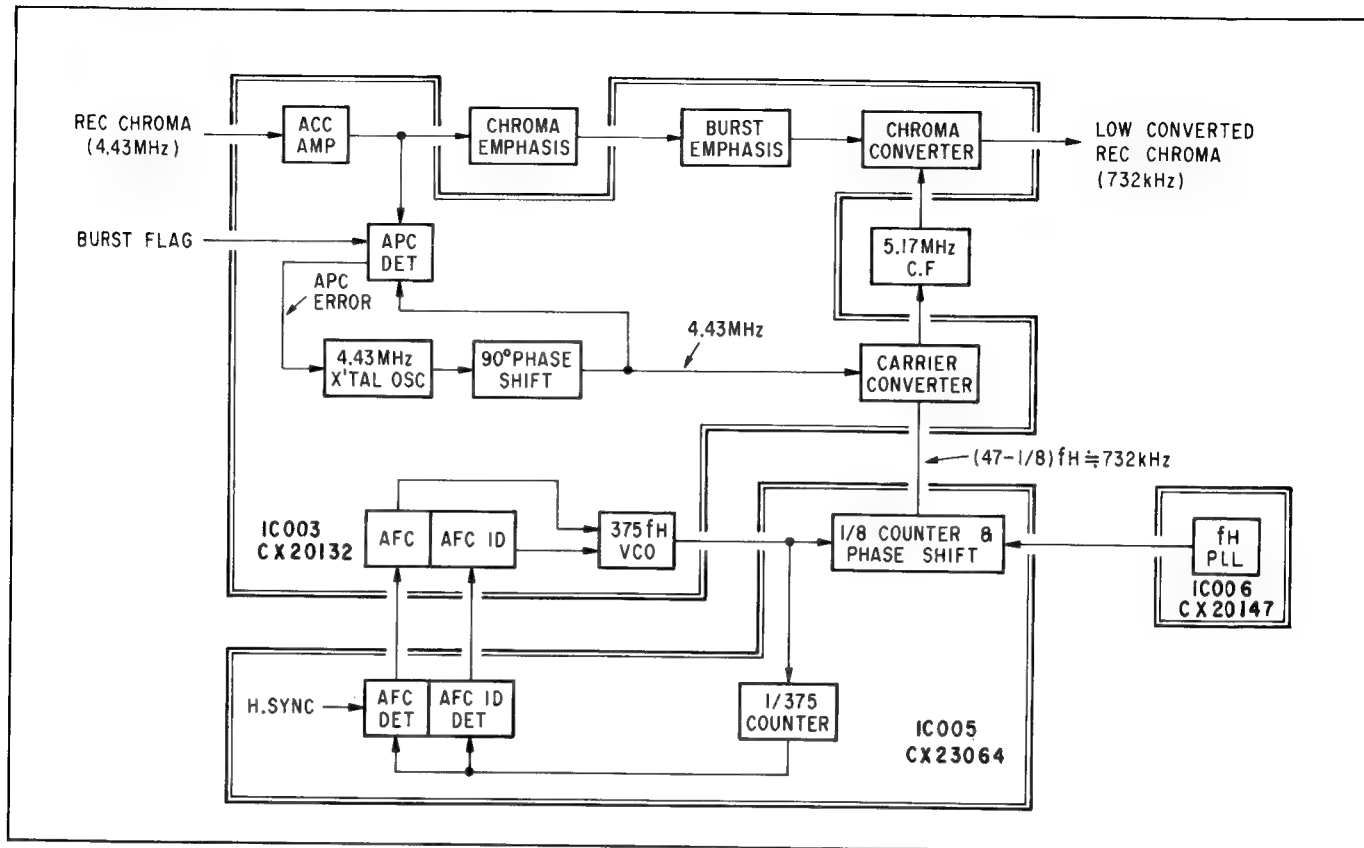 REC CHROMA
(4.43MHz)
ACC
AMP
CHROMA
EMPHASIS
BURST
EMPHASIS
CHROMA
CONVERTER
LOW CONVERTED
REC CHROMA
(732kHz)
BURST FLAG
APC
DET
5.17MHz
C.F
APC
ERROR
4.43MHz
4.43MHz
X'TAL OSC
90°PHASE
SHIFT
CARRIER
CONVERTER
(47-1/8)fH≒732kHz
IC003
CX20132
AFC
AFC ID
375fH
VCO
1/8 COUNTER &
PHASE SHIFT
fH
PLL
IC006
CX20147
H.SYNC
AFC
DET
AFC ID
DET
1/375
COUNTER
IC005
CX23064